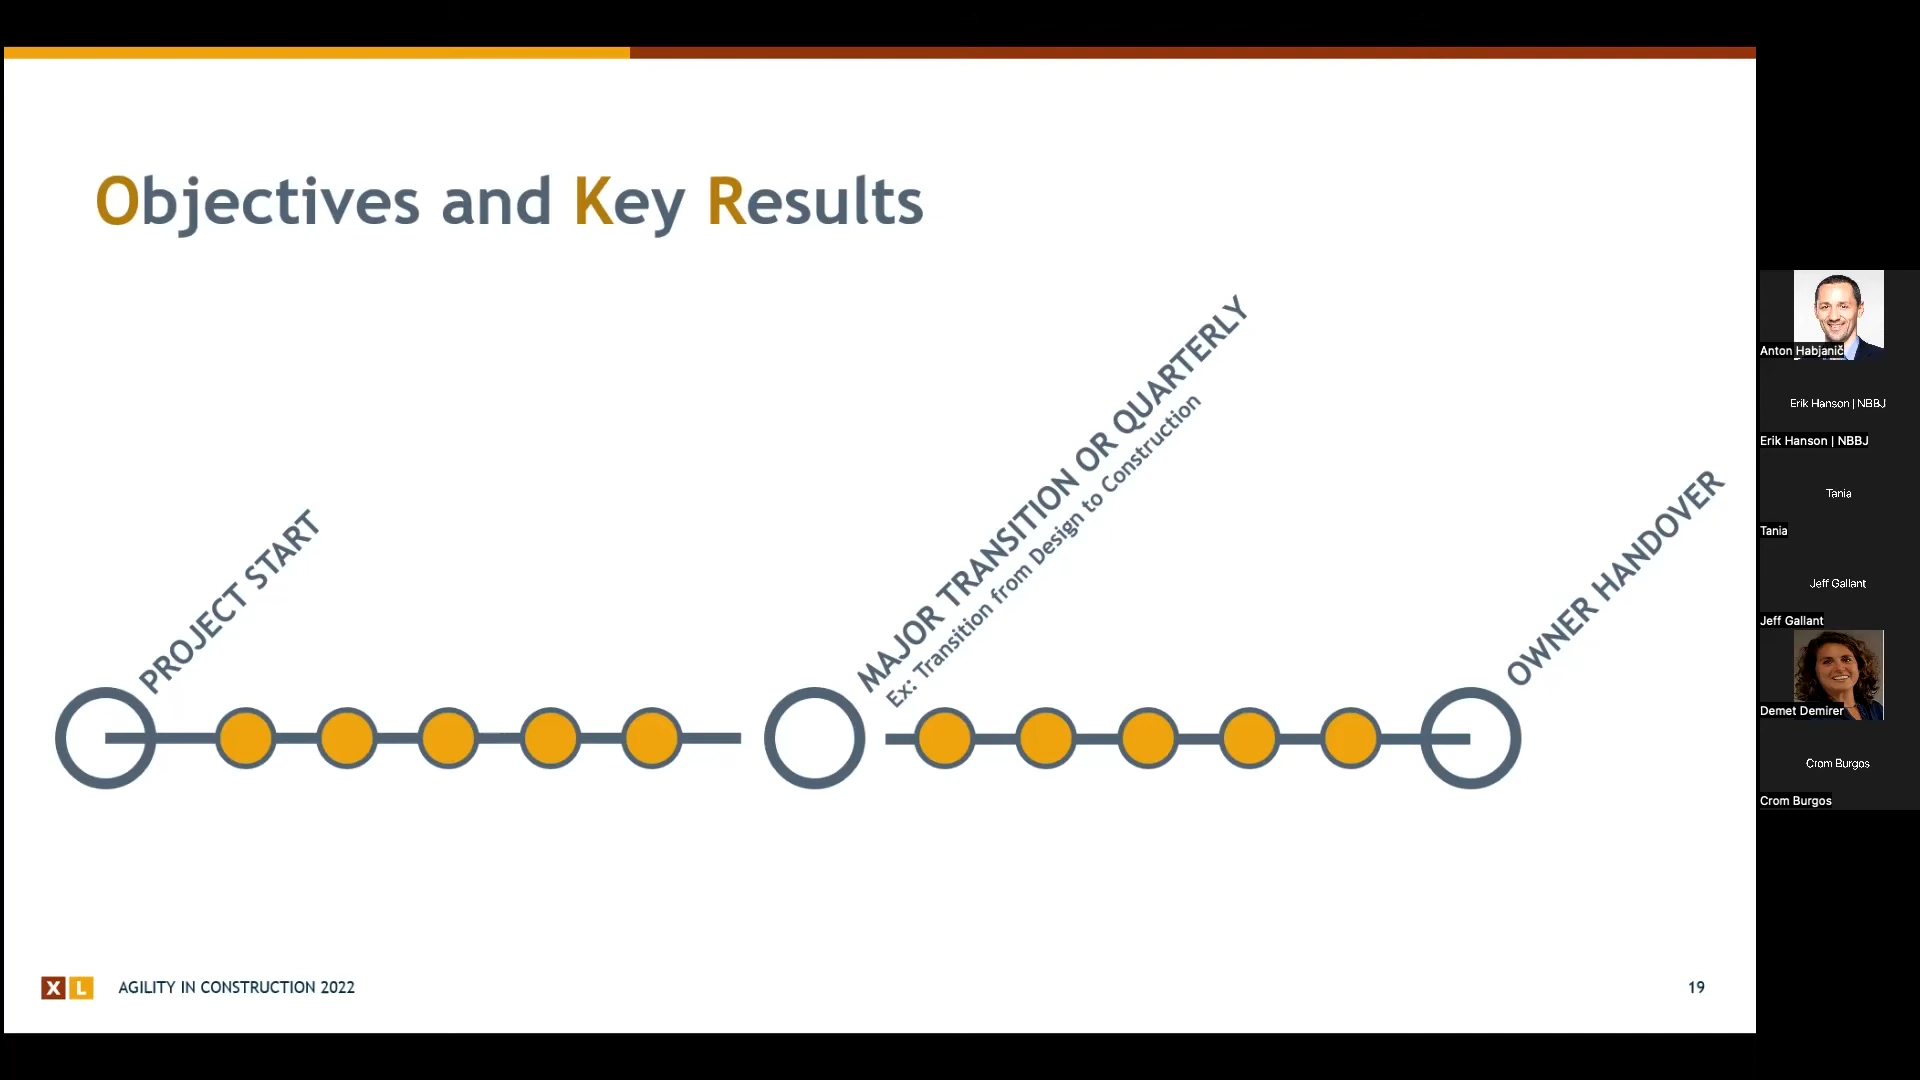 Objectives and Key Results
PROJECT START
MAJOR TRANSITION OR QUARTERLY
Ex: Transition from Design to Construction
OWNER HANDOVER
X L
AGILITY IN CONSTRUCTION 2022
19
Anton Habjanič
Erik Hanson | NBBJ
Erik Hanson | NBBJ
Tania
Tania
Jeff Gallant
Jeff Gallant
Demet Demirer
Crom Burgos
Crom Burgos